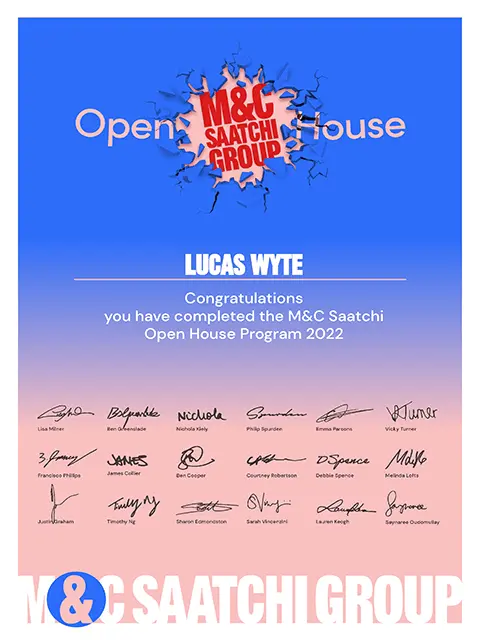 Open House
M&C
SAATCHI
GROUP
LUCAS WYTE
Congratulations
you have completed the M&C Saatchi
Open House Program 2022
Lisa Milner Ben Greenslade Nichola Kiely Philip Spurden Emma Parsons Vicky Turner
Francisco Phillips James Collier Ben Cooper Courtney Robertson Debbie Spence Melinda Lofts
Justin Graham Timothy Ng Sharon Edmondston Sarah Vincenzini Lauren Keogh Saynaree Oudomvilay
M&C SAATCHI GROUP